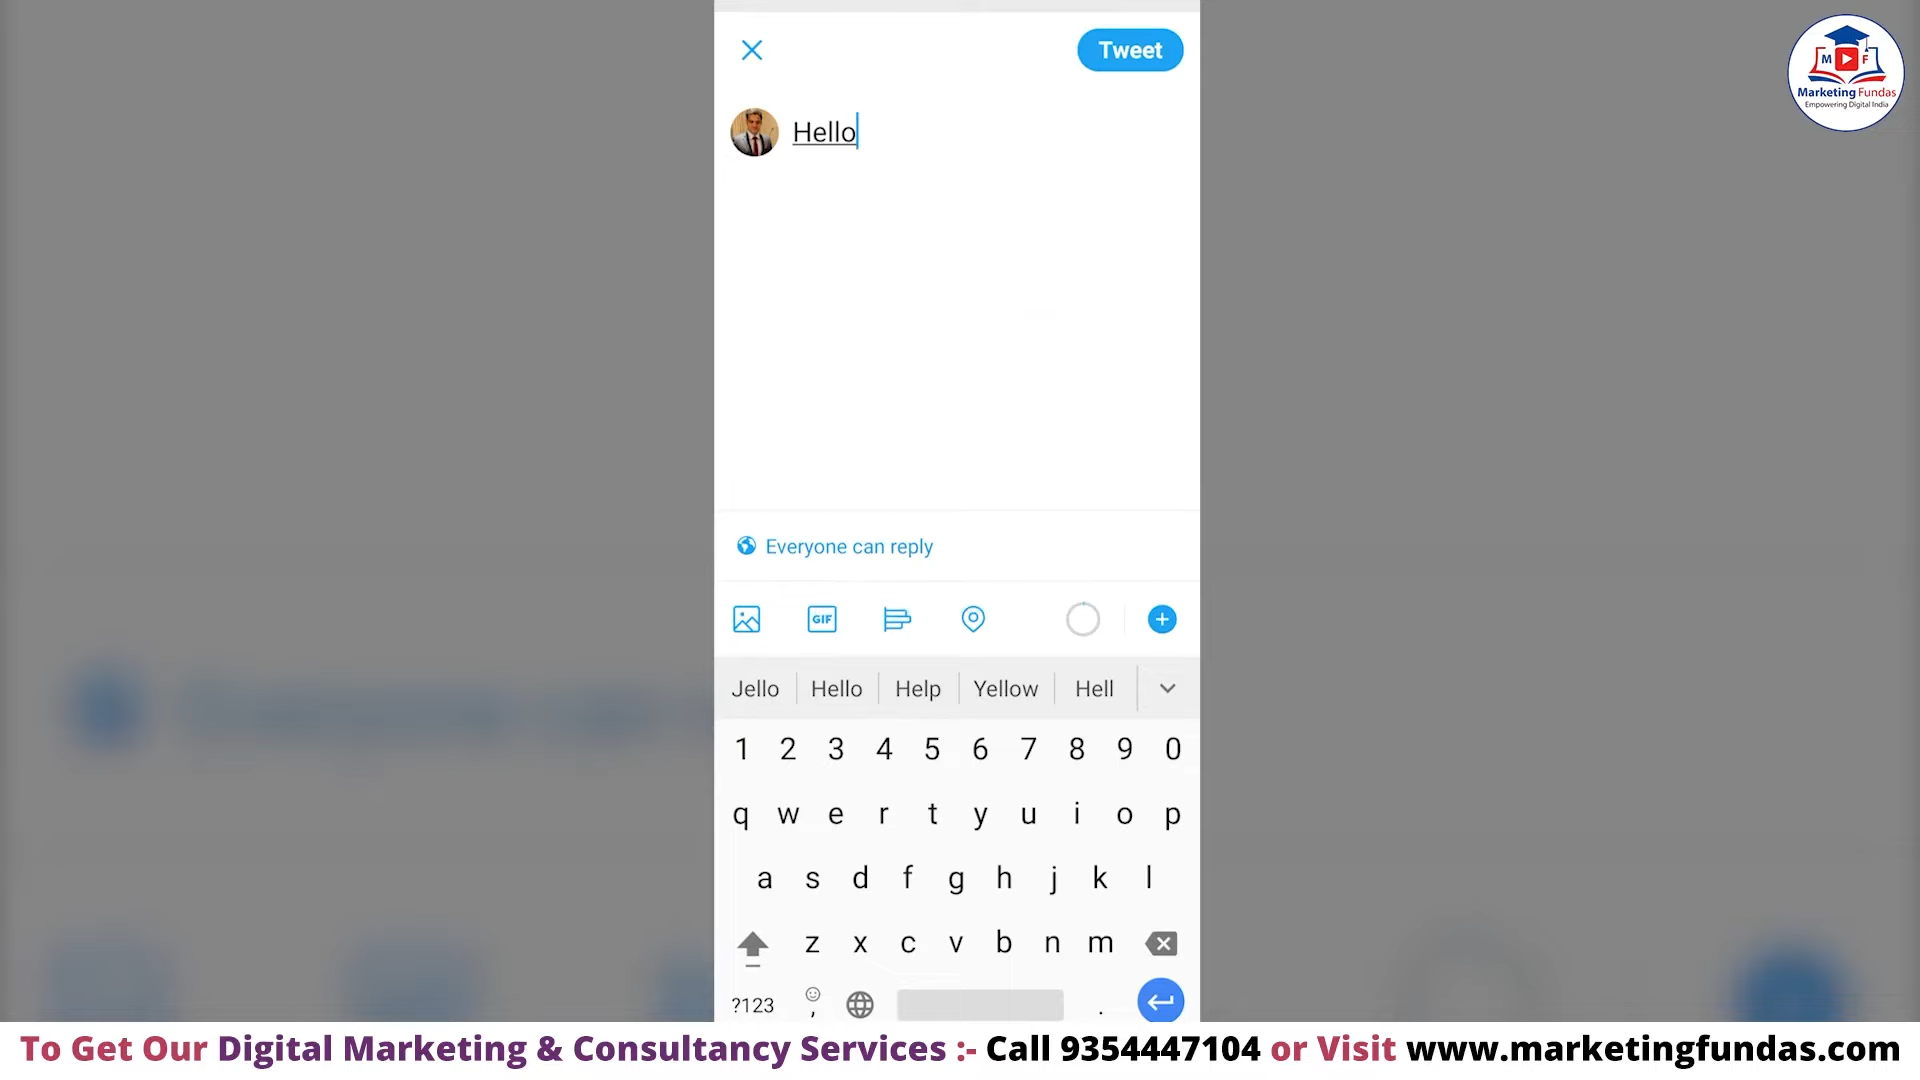 Tweet
M F
Marketing Fundas
Empowering Digital India
Hello
Everyone can reply
GIF
Jello Hello Help Yellow Hell
1 2 3 4 5 6 7 8 9 0
q w e r t y u i o p
a s d f g h j k l
z x c v b n m
?123 , .
To Get Our Digital Marketing & Consultancy Services :- Call 9354447104 or Visit www.marketingfundas.com